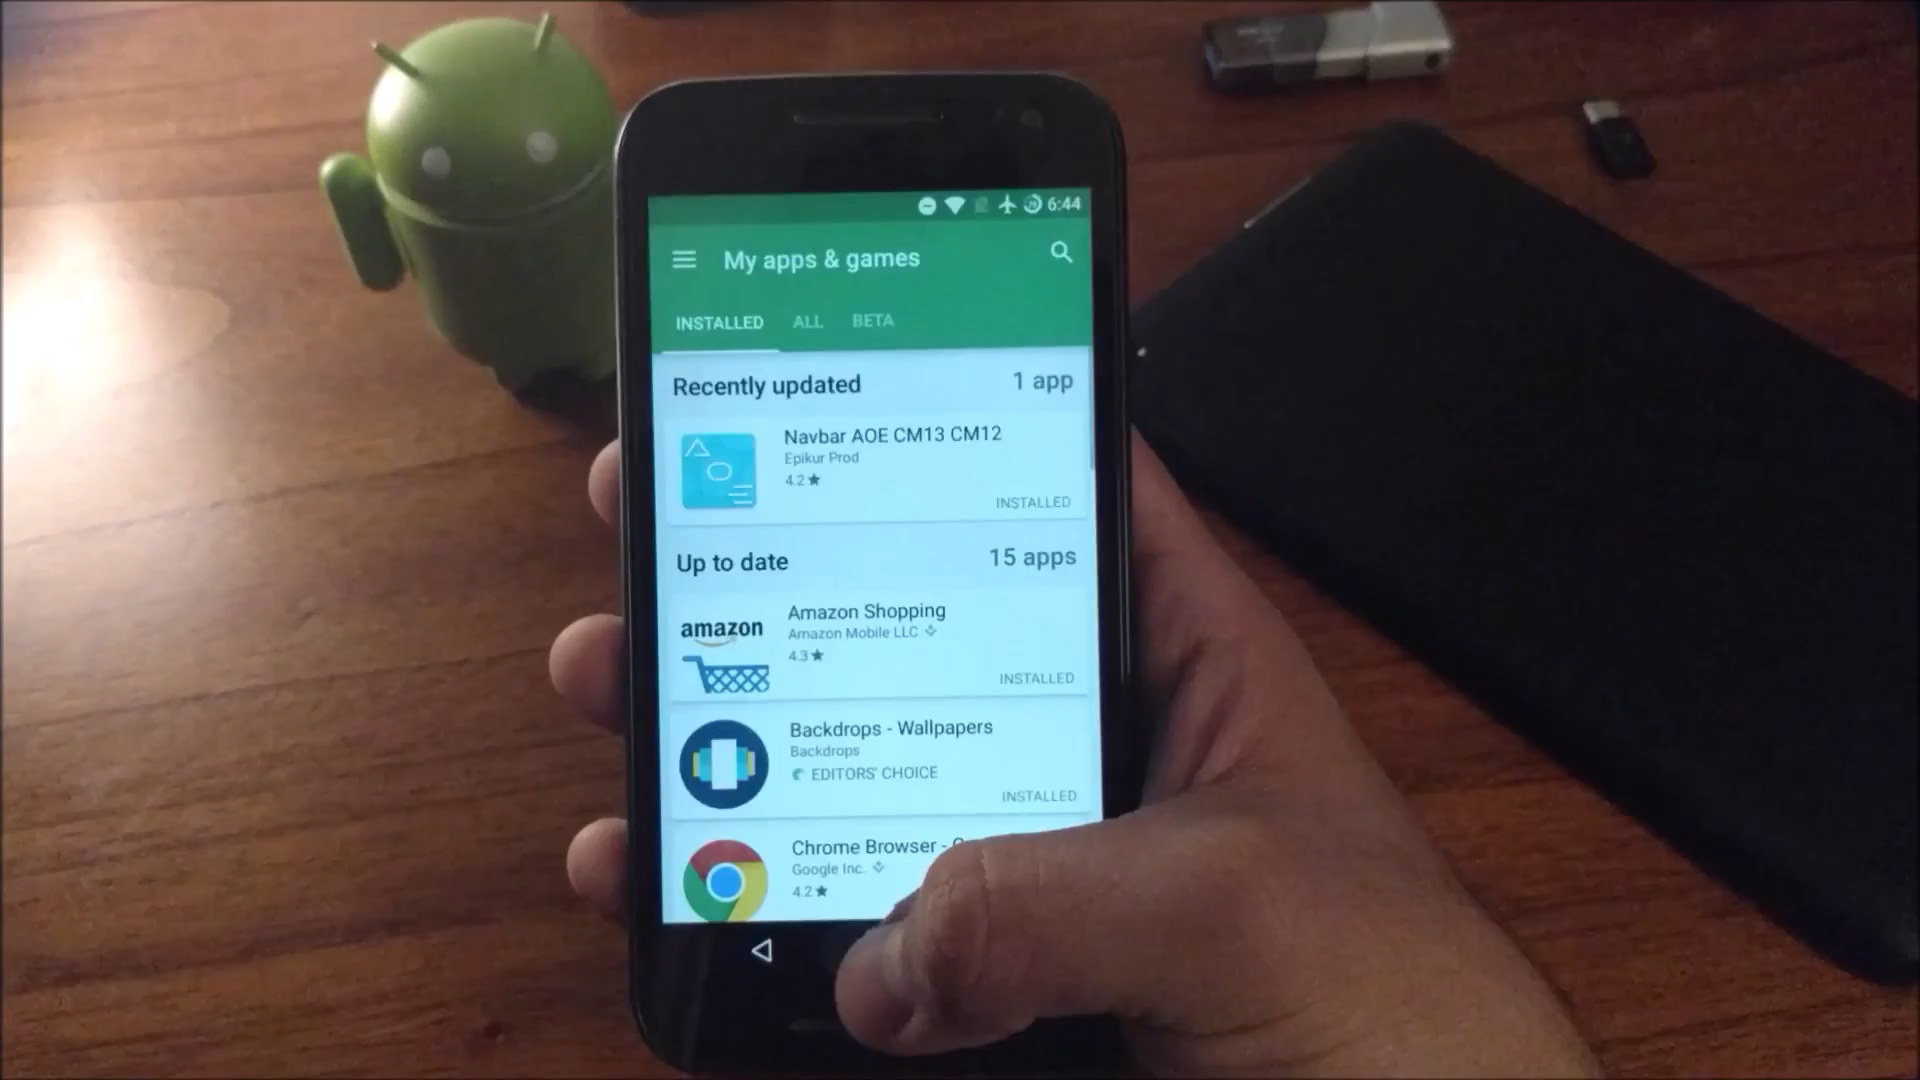 6:44
My apps & games
INSTALLED ALL BETA
Recently updated 1 app
Navbar AOE CM13 CM12
Epikur Prod
4.2★
INSTALLED
Up to date 15 apps
amazon
Amazon Shopping
Amazon Mobile LLC
4.3★
INSTALLED
Backdrops - Wallpapers
Backdrops
EDITORS' CHOICE
INSTALLED
Chrome Browser -
Google Inc.
4.2★